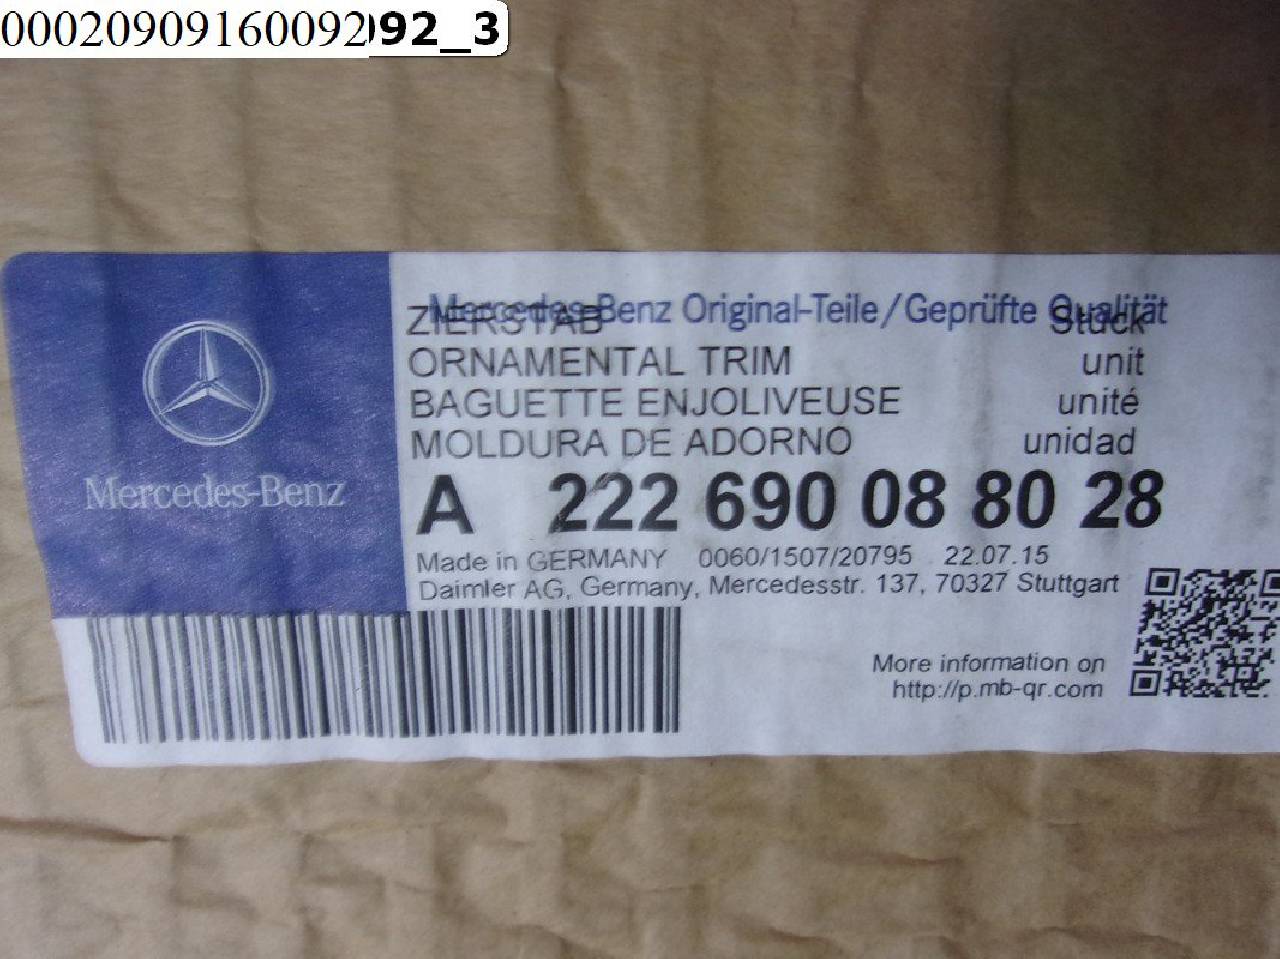 00020909160092
092_3
Mercedes-Benz Original-Teile/Geprüfte Qualität
ZIERSTAB Stück
ORNAMENTAL TRIM unit
BAGUETTE ENJOLIVEUSE unité
MOLDURA DE ADORNO unidad
Mercedes-Benz
A 222 690 08 80 28
Made in GERMANY 0060/1507/20795 22.07.15
Daimler AG, Germany, Mercedesstr. 137, 70327 Stuttgart
More information on
http://p.mb-qr.com